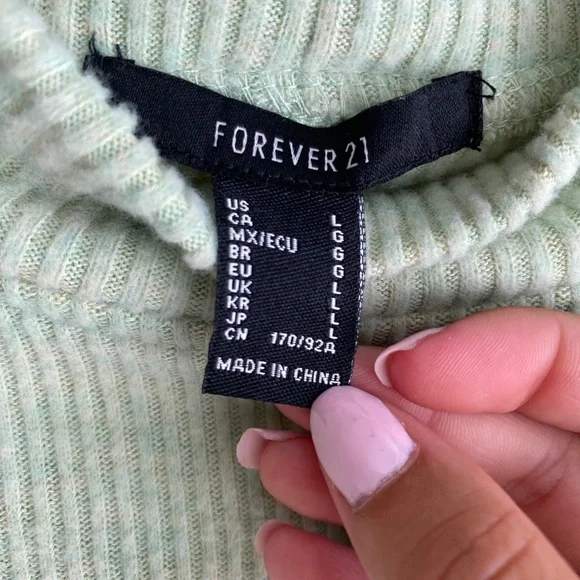 FOREVER 21
US L
CA G
MX/ECU G
BR G
EU L
UK L
KR L
JP L
CN 170/92A
MADE IN CHINA